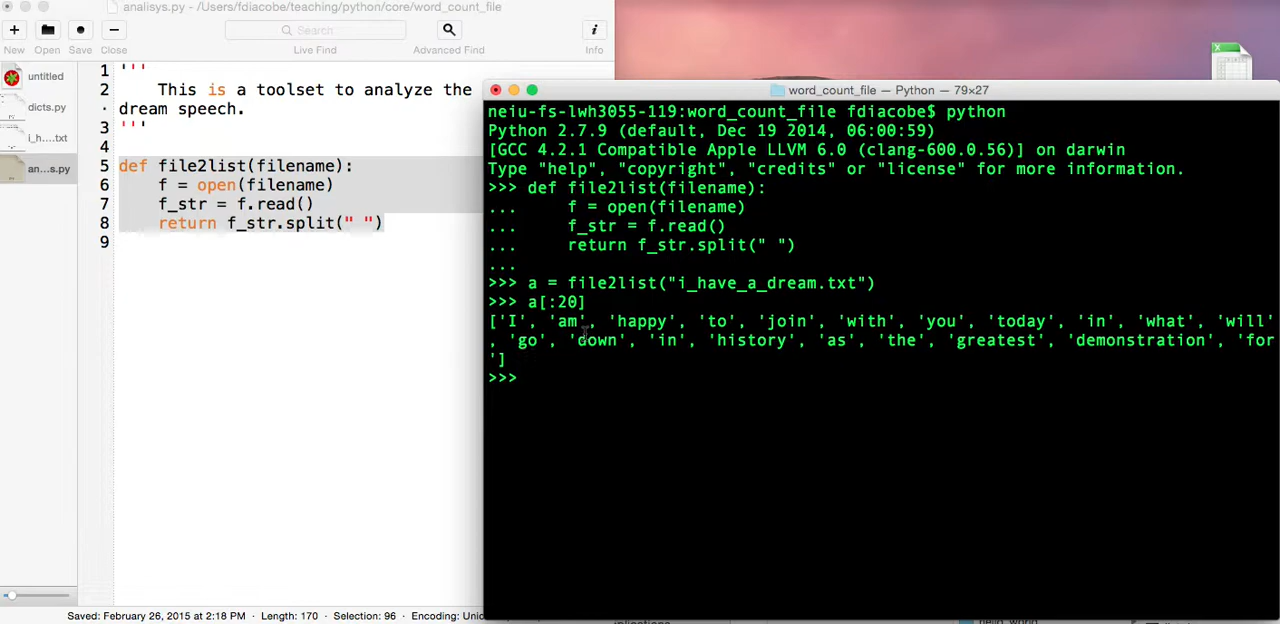 analisys.py - /Users/fdiacobe/teaching/python/core/word_count_file
New
Open
Save
Close
Search
Live Find
Advanced Find
Info
untitled
dicts.py
i_h....txt
an...s.py
1 '''
2 This is a toolset to analyze the
· dream speech.
3 '''
4
5 def file2list(filename):
6 f = open(filename)
7 f_str = f.read()
8 return f_str.split(" ")
9
Saved: February 26, 2015 at 2:18 PM • Length: 170 • Selection: 96 • Encoding:
word_count_file — Python — 79×27
neiu-fs-lwh3055-119:word_count_file fdiacobe$ python
Python 2.7.9 (default, Dec 19 2014, 06:00:59)
[GCC 4.2.1 Compatible Apple LLVM 6.0 (clang-600.0.56)] on darwin
Type "help", "copyright", "credits" or "license" for more information.
>>> def file2list(filename):
... f = open(filename)
... f_str = f.read()
... return f_str.split(" ")
...
>>> a = file2list("i_have_a_dream.txt")
>>> a[:20]
['I', 'am', 'happy', 'to', 'join', 'with', 'you', 'today', 'in', 'what', 'will'
, 'go', 'down', 'in', 'history', 'as', 'the', 'greatest', 'demonstration', 'for
']
>>>